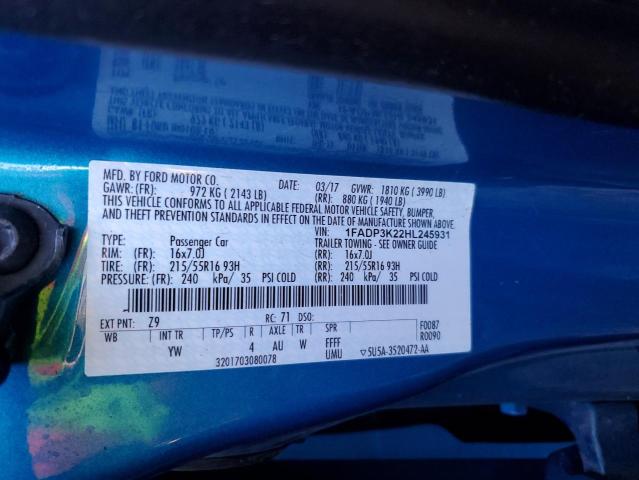 MFD. BY FORD MOTOR CO.
03/17 GVWR: 1810 KG ( 3990 LB)
GAWR: (FR): 972 KG ( 2143 LB) (RR): 880 KG ( 1940 LB)
THIS VEHICLE CONFORMS TO ALL APPLICABLE FEDERAL MOTOR VEHICLE SAFETY, BUMPER,
AND THEFT PREVENTION STANDARDS IN EFFECT ON THE DATE OF MANUFACTURE SHOWN ABOVE.
VIN: 1FADP3K22HL245931
TYPE: Passenger Car TRAILER TOWING - SEE OWNER GUIDE
RIM: (FR): 16x7.0J (RR): 16x7.0J
TIRE: (FR): 215/55R16 93H (RR): 215/55R16 93H
PRESSURE: (FR): 240 kPa/ 35 PSI COLD (RR): 240 kPa/ 35 PSI COLD
EXT PNT: Z9 RC: 71 DSO: F0087
WB INT TR TP/PS R AXLE TR SPR R0090
YW 4 AU W FFFF
3201703080078 UMU ▽5U5A-3520472-AA